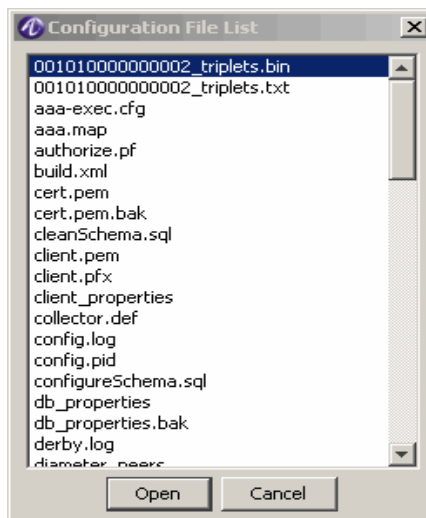 Configuration File List
001010000000002_triplets.bin
001010000000002_triplets.txt
aaa-exec.cfg
aaa.map
authorize.pf
build.xml
cert.pem
cert.pem.bak
cleanSchema.sql
client.pem
client.pfx
client_properties
collector.def
config.log
config.pid
configureSchema.sql
db_properties
db_properties.bak
derby.log
diameter_peers
Open Cancel